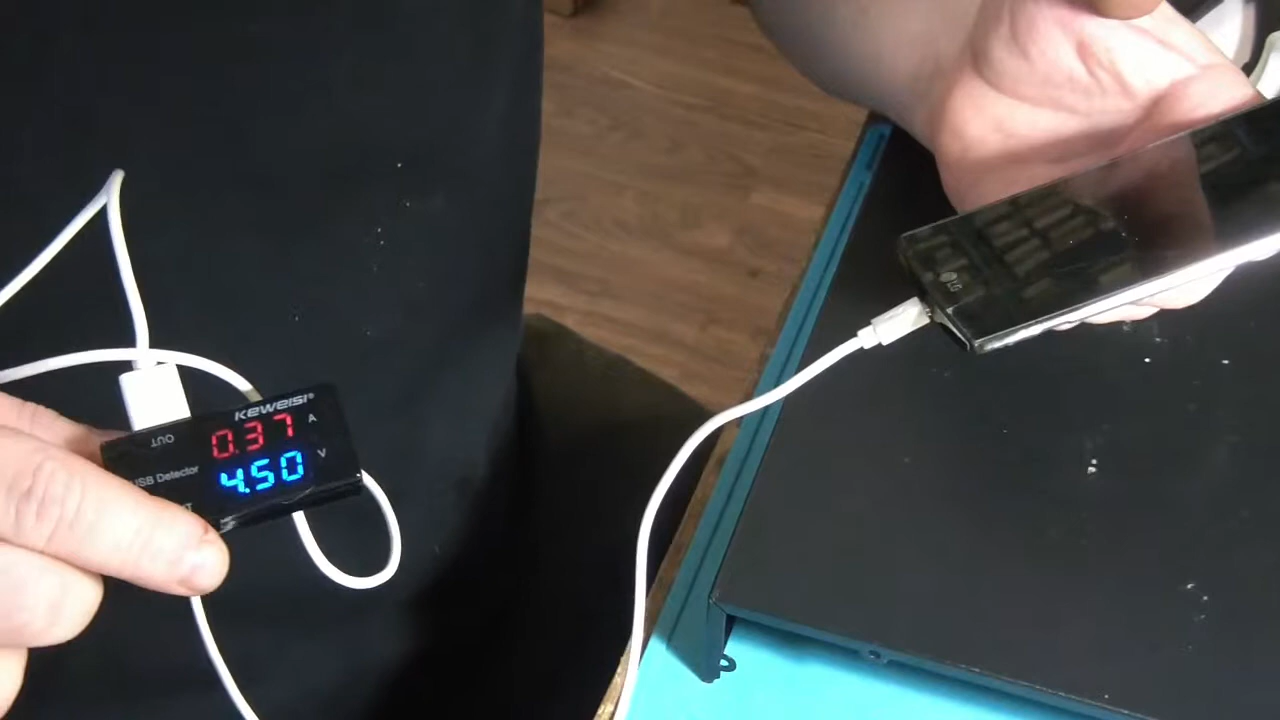 KEWEISI®
OUT
0.37 A
USB Detector
4.50 V
LG